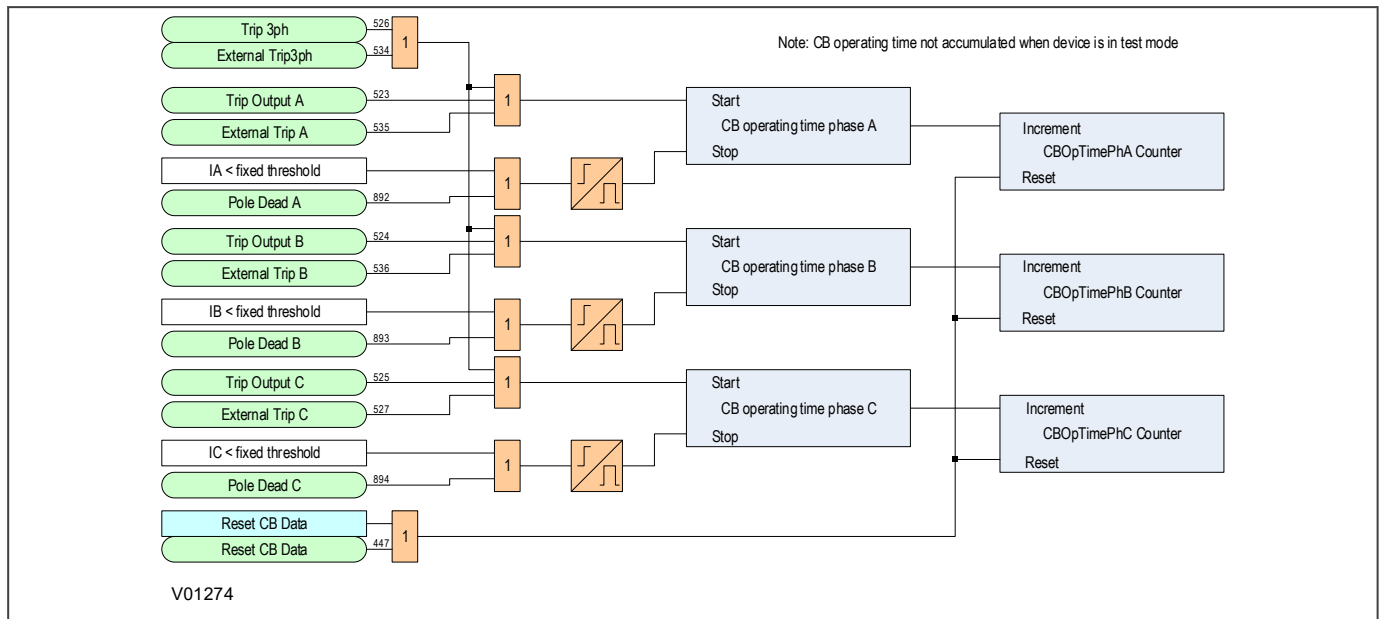 Trip 3ph 526
External Trip3ph 534
1
Note: CB operating time not accumulated when device is in test mode
Trip Output A 523
External Trip A 535
1
Start
CB operating time phase A
Stop
Increment
CBOpTimePhA Counter
Reset
IA < fixed threshold
Pole Dead A 892
1
Trip Output B 524
External Trip B 536
1
Start
CB operating time phase B
Stop
Increment
CBOpTimePhB Counter
Reset
IB < fixed threshold
Pole Dead B 893
1
Trip Output C 525
External Trip C 527
1
Start
CB operating time phase C
Stop
Increment
CBOpTimePhC Counter
Reset
IC < fixed threshold
Pole Dead C 894
1
Reset CB Data
Reset CB Data 447
1
V01274